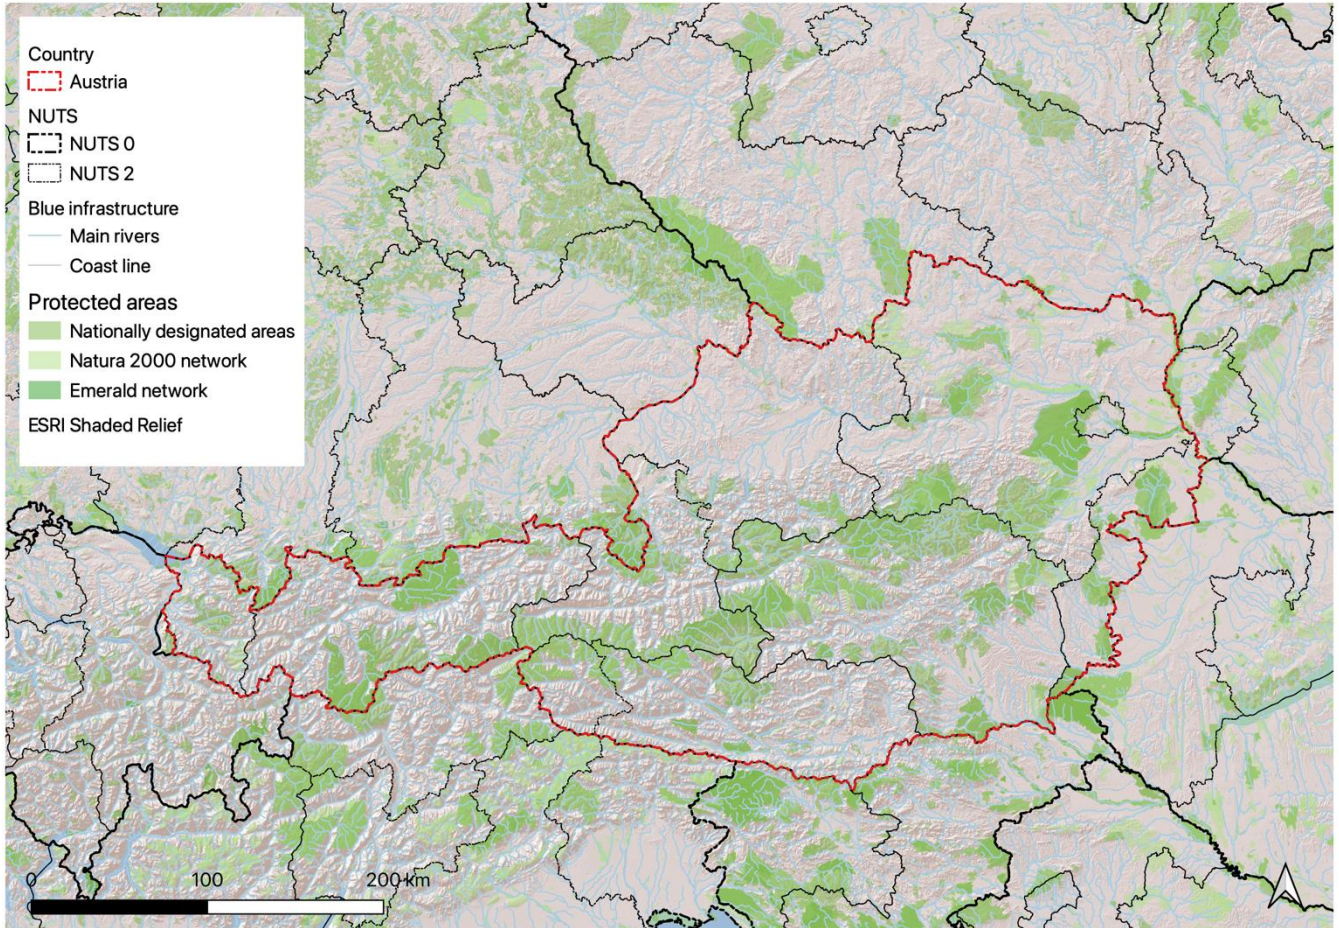 Country
Austria
NUTS
NUTS 0
NUTS 2
Blue infrastructure
Main rivers
Coast line
Protected areas
Nationally designated areas
Natura 2000 network
Emerald network
ESRI Shaded Relief
0 100 200 km